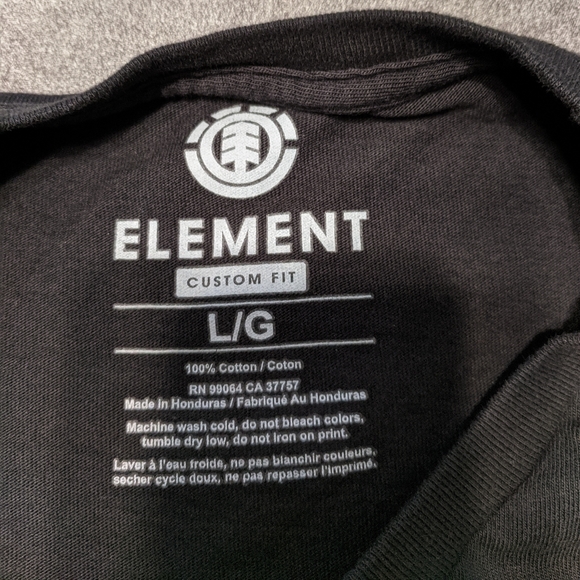 ELEMENT
CUSTOM FIT
L/G
100% Cotton / Coton
RN 99064 CA 37757
Made In Honduras / Fabriqué Au Honduras
Machine wash cold, do not bleach colors,
tumble dry low, do not iron on print.
Laver à l'eau froide, ne pas blanchir couleurs,
secher cycle doux, ne pas repasser l'imprimé.